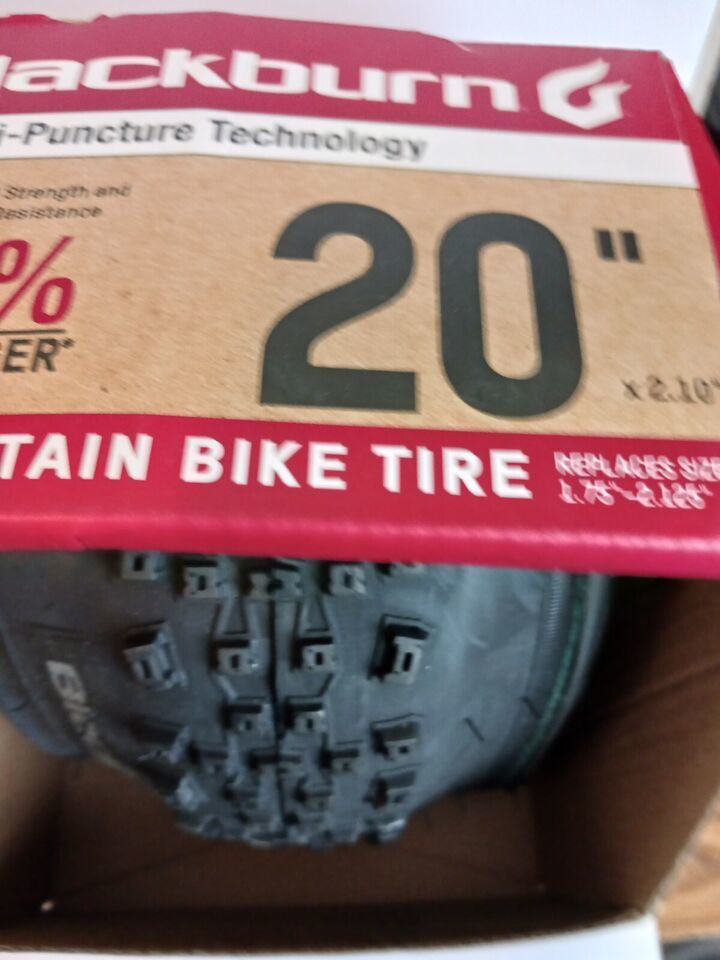 lackburn
i-Puncture Technology
Strength and
Resistance
%
ER*
20"
x 2.10"
TAIN BIKE TIRE
REPLACES SIZE
1.75"-2.125"